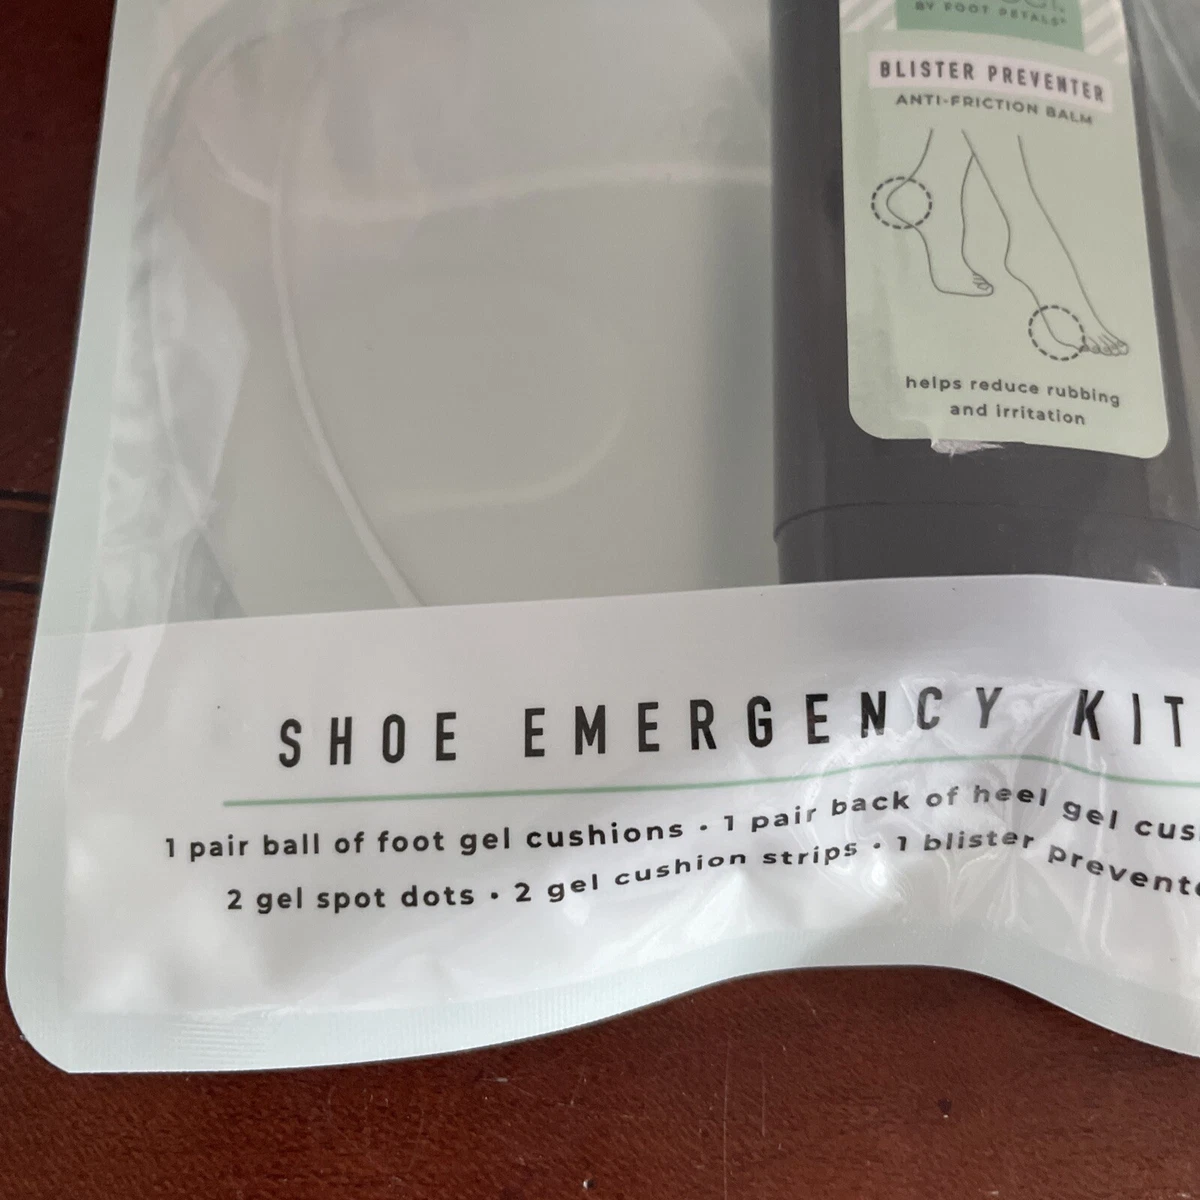 BY FOOT PETALS®
BLISTER PREVENTER
ANTI-FRICTION BALM
helps reduce rubbing
and irritation
SHOE EMERGENCY KIT
1 pair ball of foot gel cushions • 1 pair back of heel gel cus
2 gel spot dots • 2 gel cushion strips • 1 blister prevente